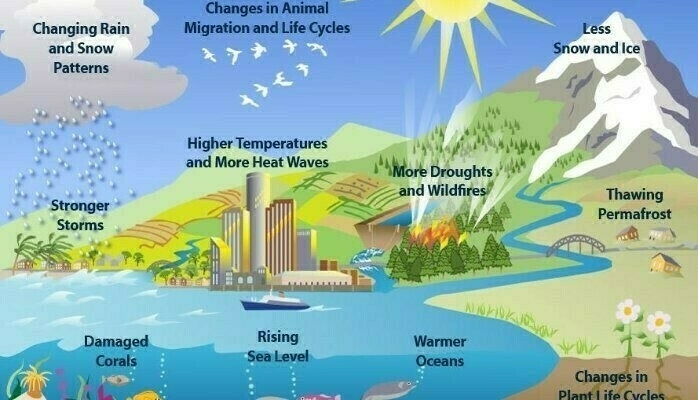 Changes in Animal
Migration and Life Cycles
Changing Rain
and Snow
Patterns
Less
Snow and Ice
Higher Temperatures
and More Heat Waves
More Droughts
and Wildfires
Stronger
Storms
Thawing
Permafrost
Damaged
Corals
Rising
Sea Level
Warmer
Oceans
Changes in
Plant Life Cycles